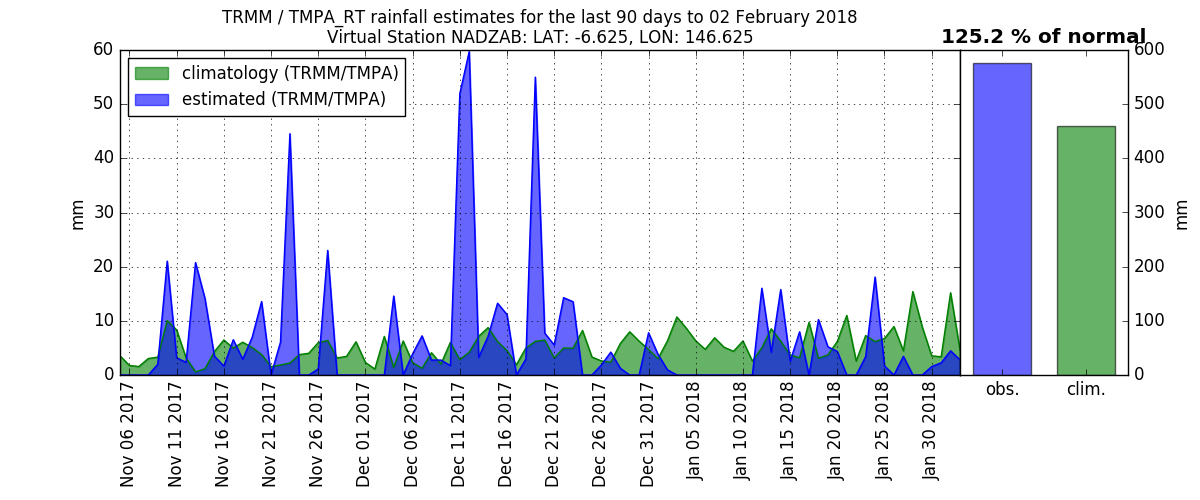 TRMM / TMPA_RT rainfall estimates for the last 90 days to 02 February 2018
Virtual Station NADZAB: LAT: -6.625, LON: 146.625
125.2 % of normal
climatology (TRMM/TMPA)
estimated (TRMM/TMPA)
mm
60
50
40
30
20
10
0
600
500
400
300
200
100
0
mm
obs.
clim.
Nov 06 2017
Nov 11 2017
Nov 16 2017
Nov 21 2017
Nov 26 2017
Dec 01 2017
Dec 06 2017
Dec 11 2017
Dec 16 2017
Dec 21 2017
Dec 26 2017
Dec 31 2017
Jan 05 2018
Jan 10 2018
Jan 15 2018
Jan 20 2018
Jan 25 2018
Jan 30 2018